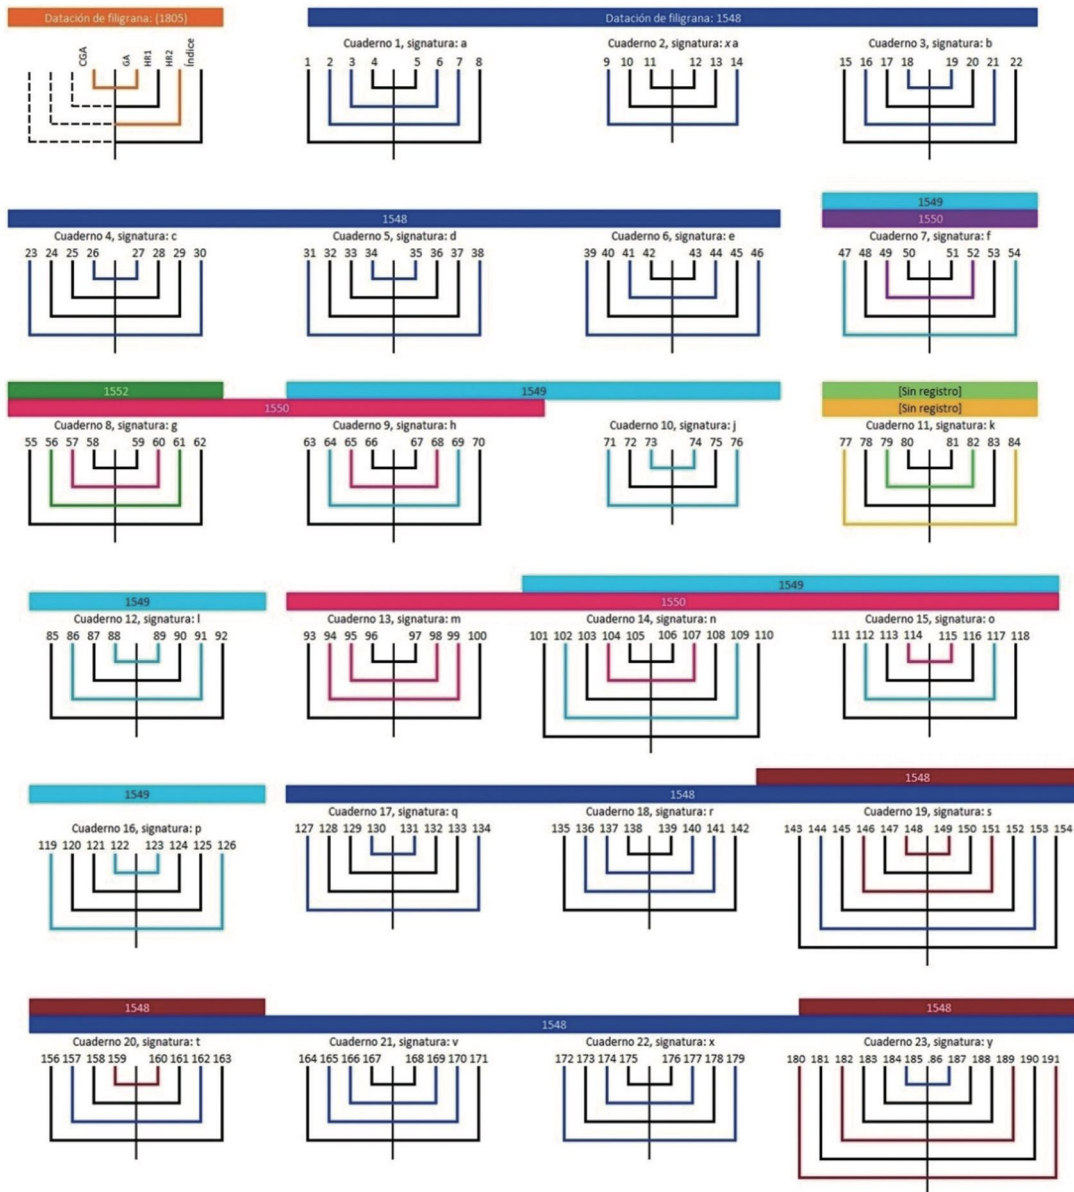 Datación de filigrana: (1805)
Datación de filigrana: 1548
CGA GA HR1 HR2 Índice
Cuaderno 1, signatura: a
1 2 3 4 5 6 7 8
Cuaderno 2, signatura: x a
9 10 11 12 13 14
Cuaderno 3, signatura: b
15 16 17 18 19 20 21 22
1548
1549
1550
Cuaderno 4, signatura: c
23 24 25 26 27 28 29 30
Cuaderno 5, signatura: d
31 32 33 34 35 36 37 38
Cuaderno 6, signatura: e
39 40 41 42 43 44 45 46
Cuaderno 7, signatura: f
47 48 49 50 51 52 53 54
1552
1549
1550
[Sin registro]
[Sin registro]
Cuaderno 8, signatura: g
55 56 57 58 59 60 61 62
Cuaderno 9, signatura: h
63 64 65 66 67 68 69 70
Cuaderno 10, signatura: j
71 72 73 74 75 76
Cuaderno 11, signatura: k
77 78 79 80 81 82 83 84
1549
1549
1550
Cuaderno 12, signatura: l
85 86 87 88 89 90 91 92
Cuaderno 13, signatura: m
93 94 95 96 97 98 99 100
Cuaderno 14, signatura: n
101 102 103 104 105 106 107 108 109 110
Cuaderno 15, signatura: o
111 112 113 114 115 116 117 118
1549
1548
1548
Cuaderno 16, signatura: p
119 120 121 122 123 124 125 126
Cuaderno 17, signatura: q
127 128 129 130 131 132 133 134
Cuaderno 18, signatura: r
135 136 137 138 139 140 141 142
Cuaderno 19, signatura: s
143 144 145 146 147 148 149 150 151 152 153 154
1548
1548
1548
Cuaderno 20, signatura: t
156 157 158 159 160 161 162 163
Cuaderno 21, signatura: v
164 165 166 167 168 169 170 171
Cuaderno 22, signatura: x
172 173 174 175 176 177 178 179
Cuaderno 23, signatura: y
180 181 182 183 184 185 .86 187 188 189 190 191